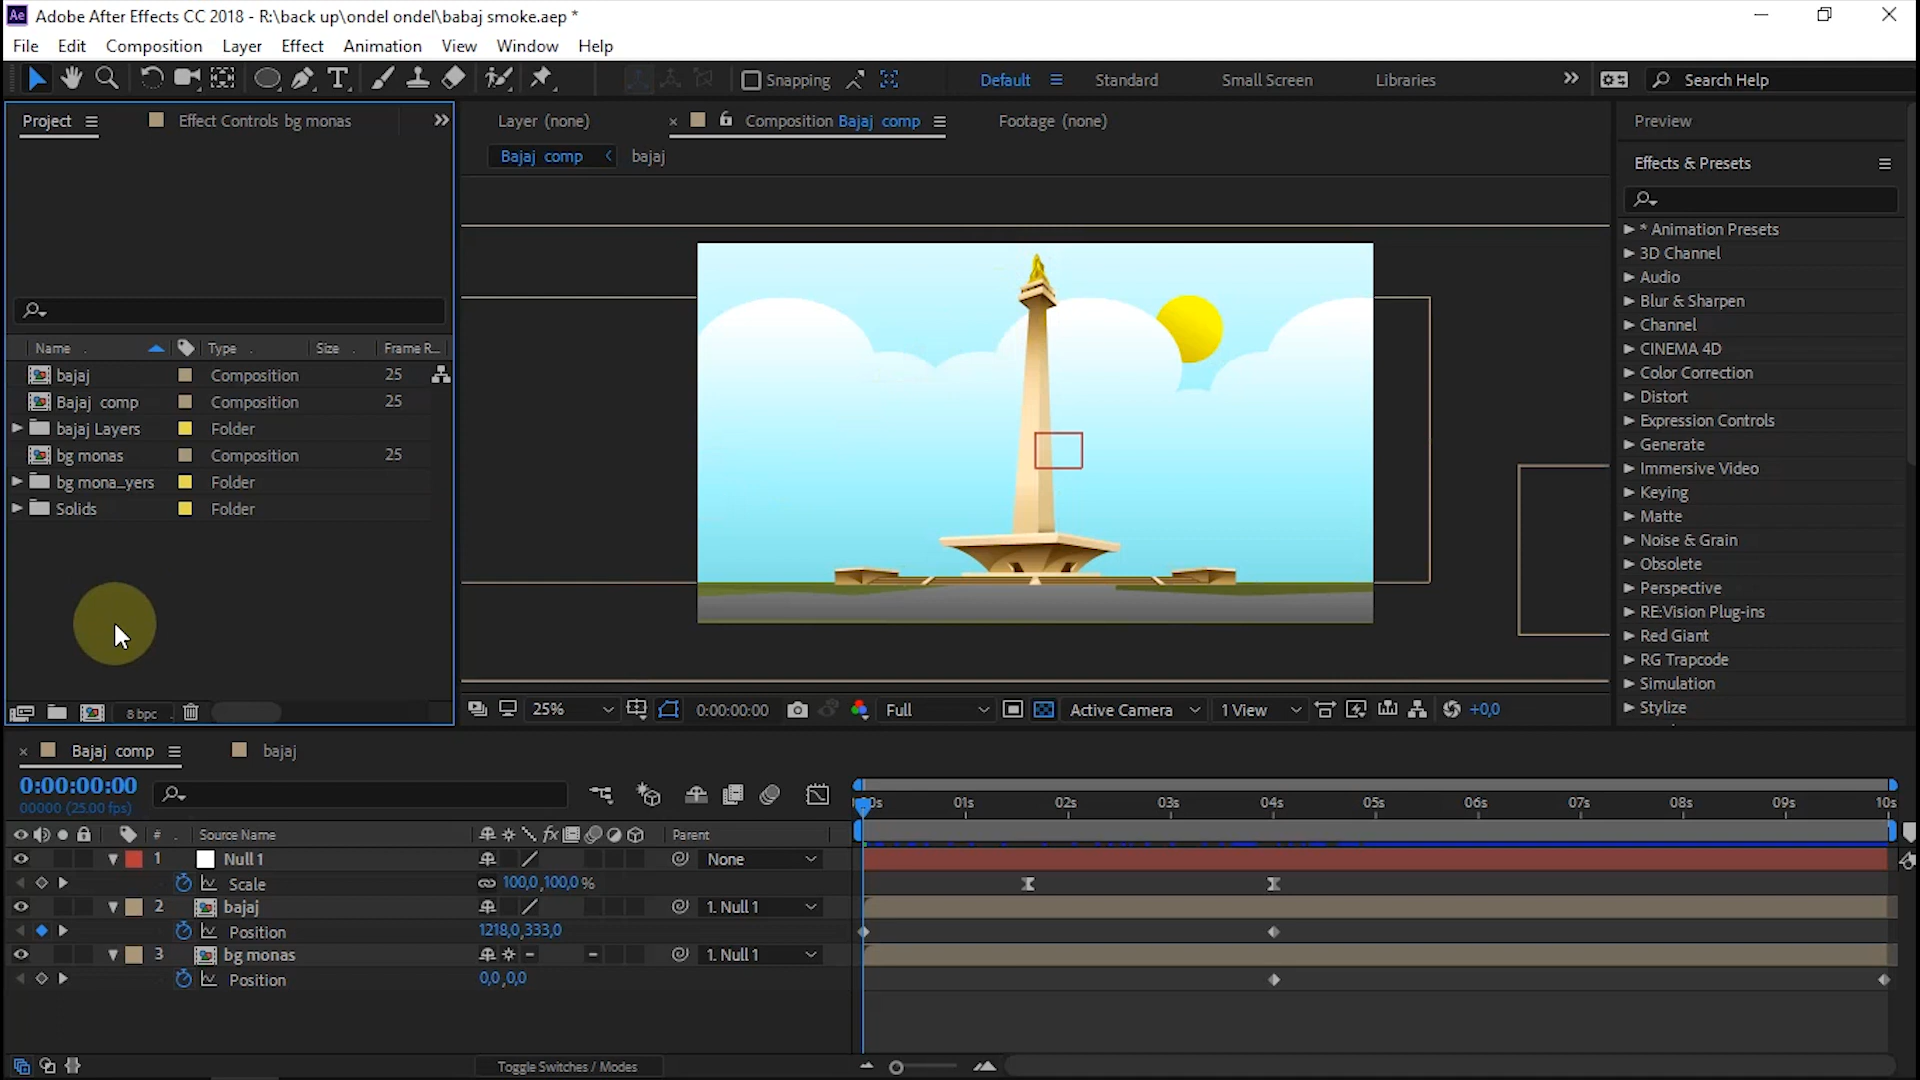 Ae Adobe After Effects CC 2018 - R:\back up\ondel ondel\babaj smoke.aep *
File Edit Composition Layer Effect Animation View Window Help
Snapping Default Standard Small Screen Libraries Search Help
Project Effect Controls bg monas
Layer (none) Composition Bajaj comp Footage (none)
Bajaj comp bajaj
Preview
Effects & Presets
* Animation Presets
3D Channel
Audio
Blur & Sharpen
Channel
CINEMA 4D
Color Correction
Distort
Expression Controls
Generate
Immersive Video
Keying
Matte
Noise & Grain
Obsolete
Perspective
RE:Vision Plug-ins
Red Giant
RG Trapcode
Simulation
Stylize
Name Type Size Frame R...
bajaj Composition 25
Bajaj comp Composition 25
bajaj Layers Folder
bg monas Composition 25
bg mona_yers Folder
Solids Folder
8 bpc
25% 0:00:00:00 Full Active Camera 1 View +0,0
Bajaj comp bajaj
0:00:00:00
00000 (25.00 fps)
# Source Name fx Parent
01s 02s 03s 04s 05s 06s 07s 08s 09s 10s
1 Null 1 None
Scale 100,0,100,0 %
2 bajaj 1. Null 1
Position 1218,0,333,0
3 bg monas 1. Null 1
Position 0,0,0,0
Toggle Switches / Modes